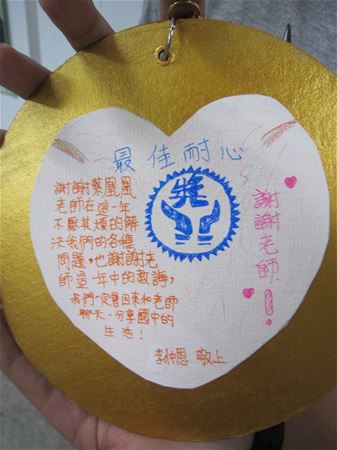 最佳耐心
獎
謝謝蔡鳳凰
老師在這一年
不厭其煩的解
決我們的各種
問題,也謝謝老
師這一年中的教誨,
我們一定會回來和老師
聊天、分享國中的
生活!
謝謝老師!
李仲恩 敬上